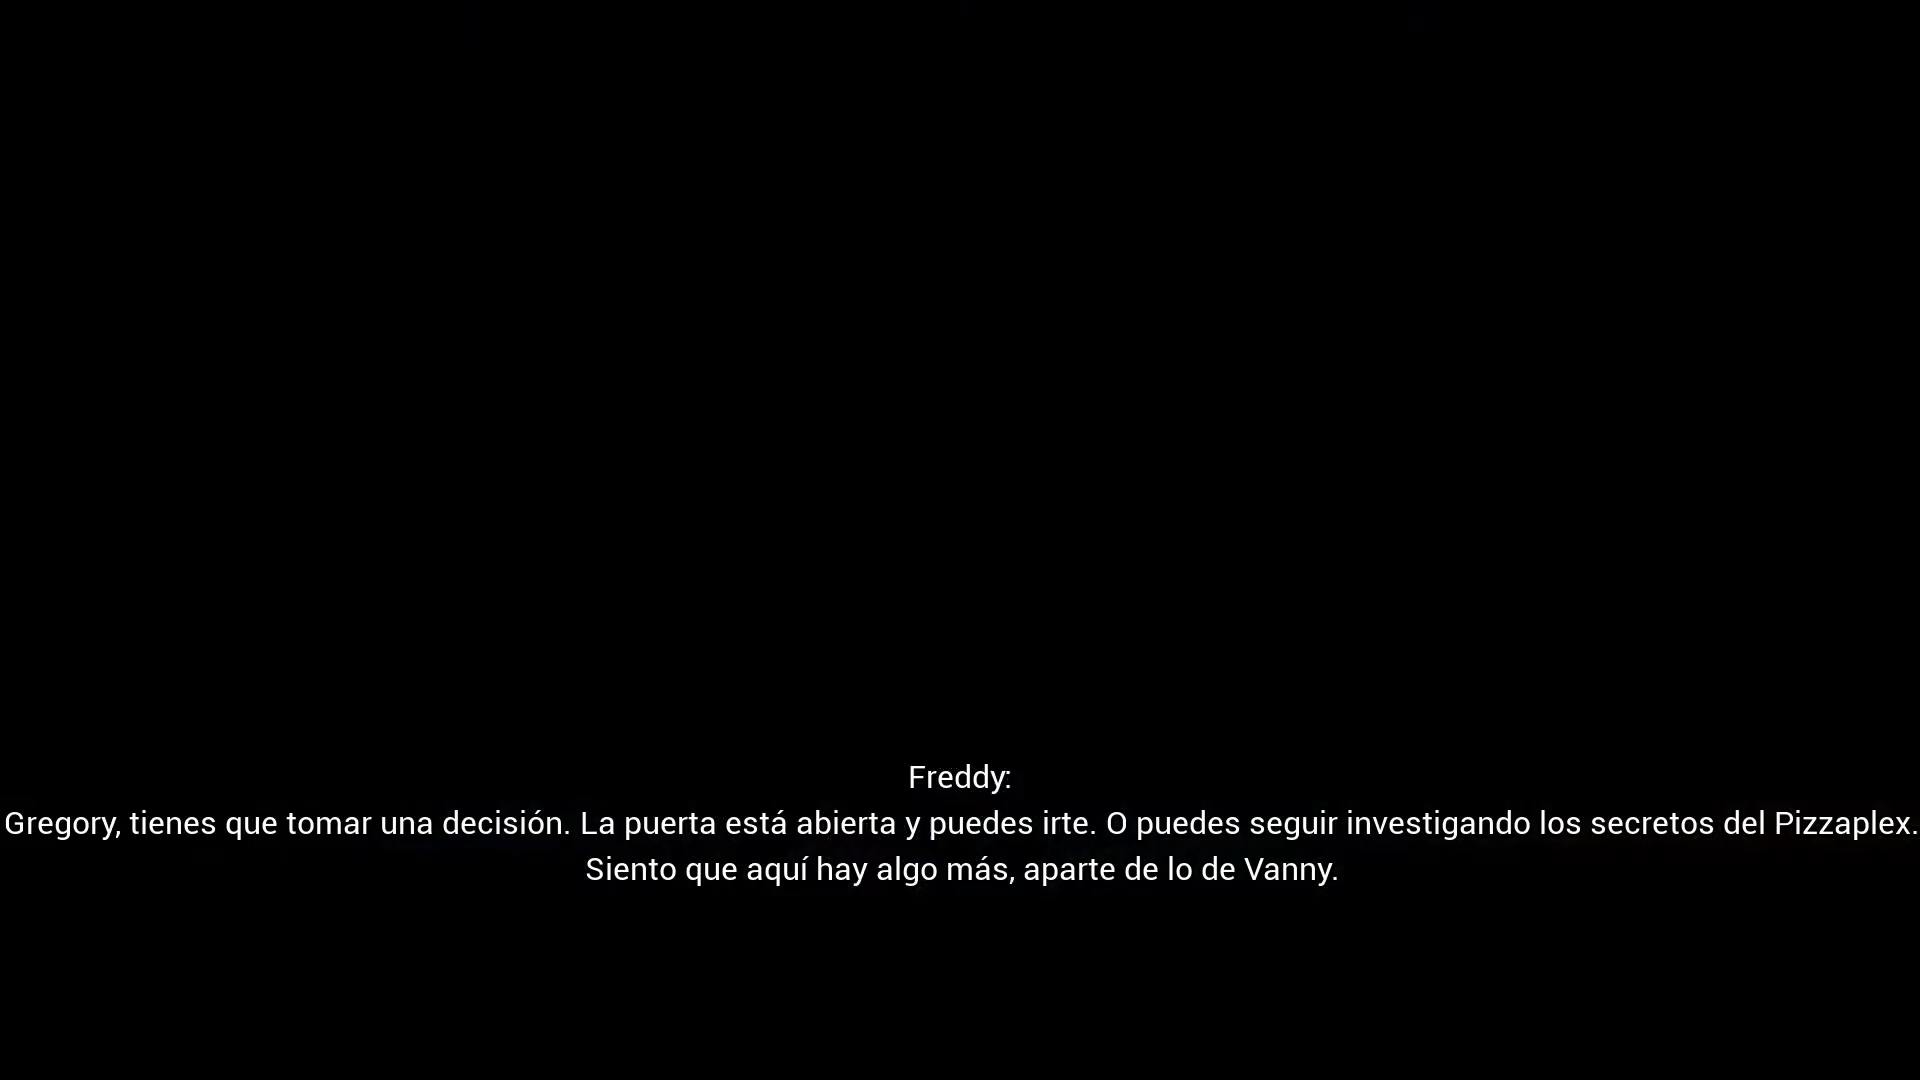 Freddy:
Gregory, tienes que tomar una decisión. La puerta está abierta y puedes irte. O puedes seguir investigando los secretos del Pizzaplex.
Siento que aquí hay algo más, aparte de lo de Vanny.